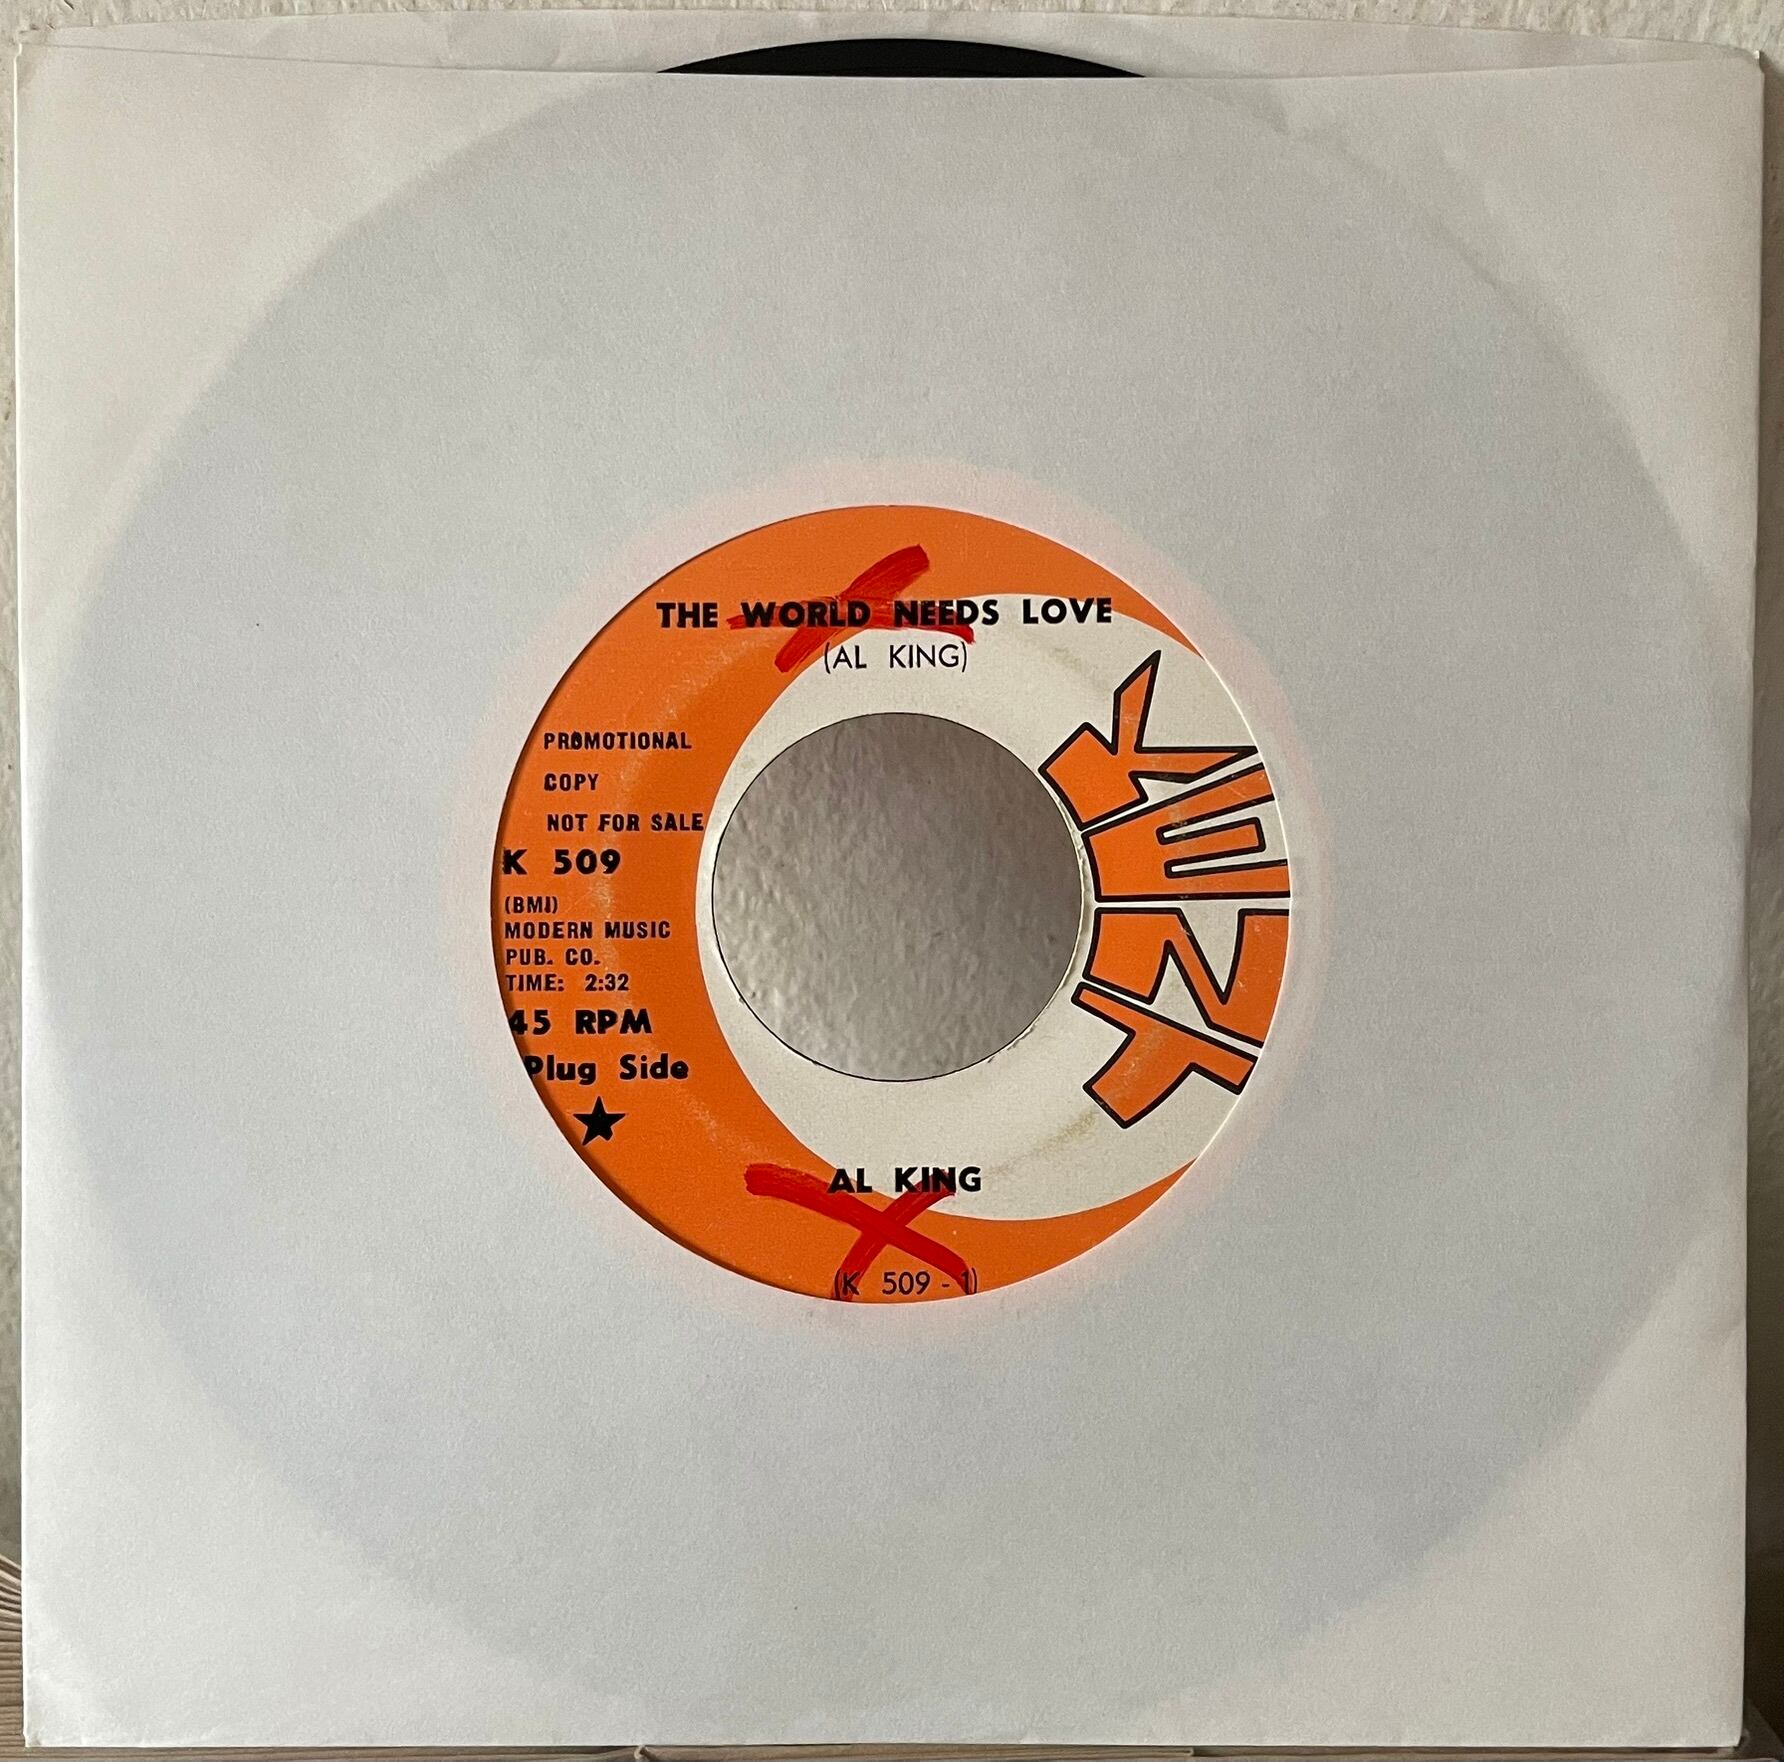 THE WORLD NEEDS LOVE
(AL KING)
PROMOTIONAL
COPY
NOT FOR SALE
K 509
(BMI)
MODERN MUSIC
PUB. CO.
TIME: 2:32
45 RPM
Plug Side
KENT
AL KING
(K 509-1)